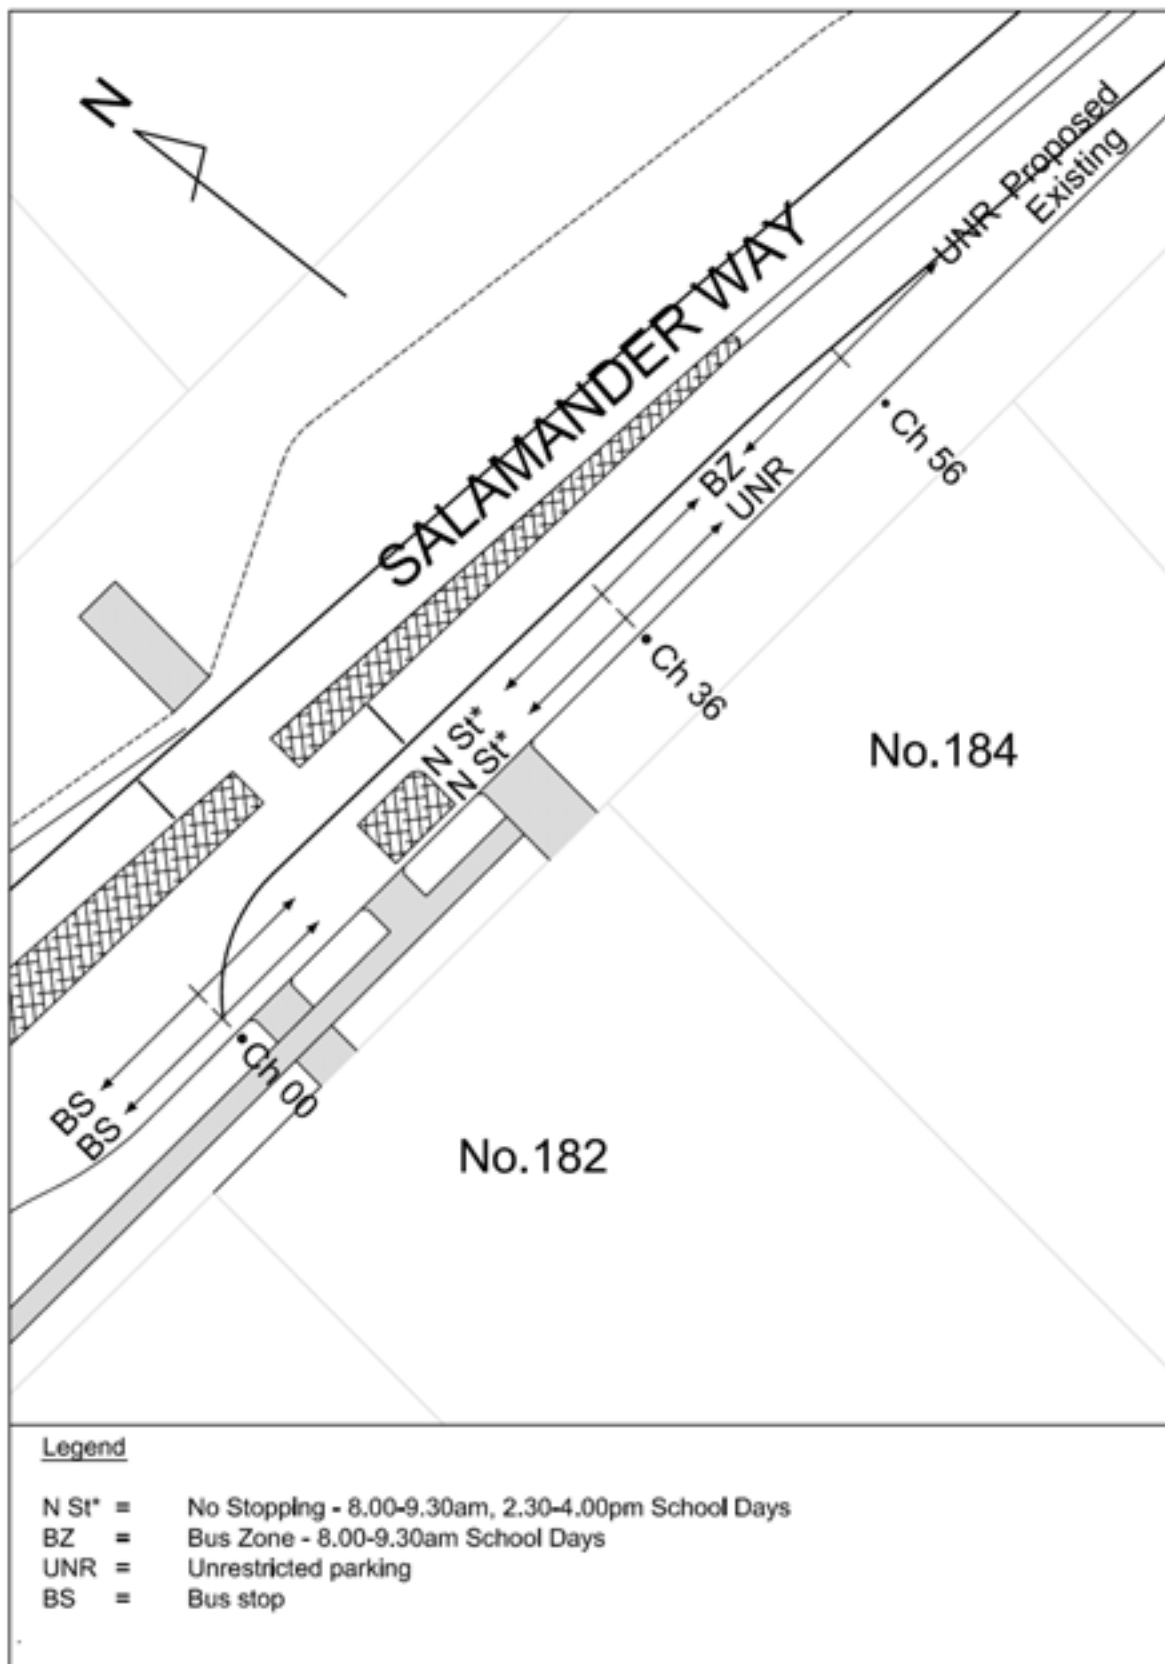 N
Proposed
Existing
UNR
SALAMANDER WAY
BZ
UNR
Ch 56
Ch 36
N St*
N St*
No.184
Ch 00
BS
BS
No.182
Legend
N St* = No Stopping - 8.00-9.30am, 2.30-4.00pm School Days
BZ = Bus Zone - 8.00-9.30am School Days
UNR = Unrestricted parking
BS = Bus stop